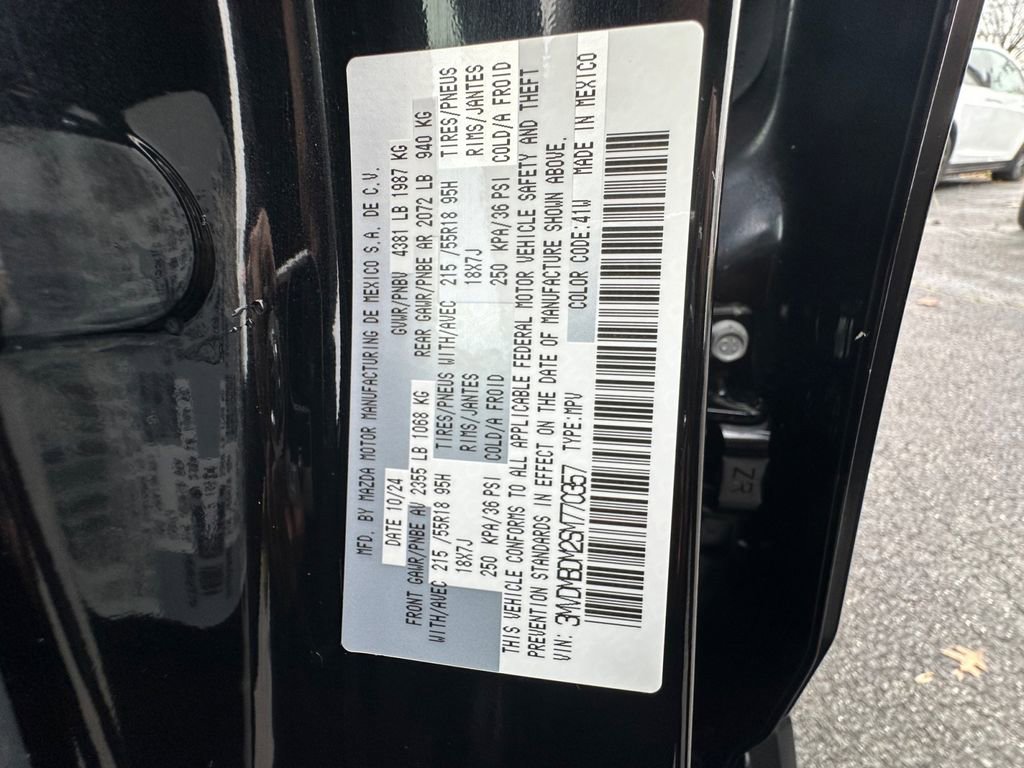 MFD. BY MAZDA MOTOR MANUFACTURING DE MEXICO S.A. DE C.V.
DATE 10/24 GVWR/PNBV 4381 LB 1987 KG
FRONT GAWR/PNBE AV 2355 LB 1068 KG REAR GAWR/PNBE AR 2072 LB 940 KG
WITH/AVEC 215 /55R18 95H TIRES/PNEUS WITH/AVEC 215 /55R18 95H TIRES/PNEUS
18X7J RIMS/JANTES 18X7J RIMS/JANTES
250 KPA/36 PSI COLD/A FROID 250 KPA/36 PSI COLD/A FROID
THIS VEHICLE CONFORMS TO ALL APPLICABLE FEDERAL MOTOR VEHICLE SAFETY AND THEFT
PREVENTION STANDARDS IN EFFECT ON THE DATE OF MANUFACTURE SHOWN ABOVE.
VIN: 3MVDMBDM2SM770357 TYPE:MPV COLOR CODE:41W MADE IN MEXICO
ZR